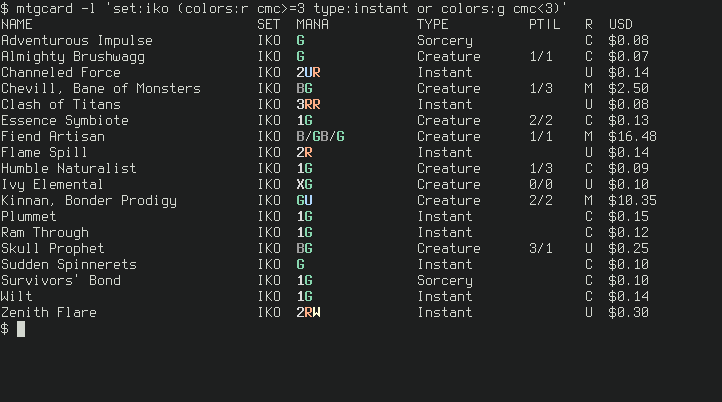 $ mtgcard -l 'set:iko (colors:r cmc>=3 type:instant or colors:g cmc<3)'
NAME SET MANA TYPE PTIL R USD
Adventurous Impulse IKO G Sorcery C $0.08
Almighty Brushwagg IKO G Creature 1/1 C $0.07
Channeled Force IKO 2UR Instant U $0.14
Chevill, Bane of Monsters IKO BG Creature 1/3 M $2.50
Clash of Titans IKO 3RR Instant U $0.08
Essence Symbiote IKO 1G Creature 2/2 C $0.13
Fiend Artisan IKO B/GB/G Creature 1/1 M $16.48
Flame Spill IKO 2R Instant U $0.14
Humble Naturalist IKO 1G Creature 1/3 C $0.09
Ivy Elemental IKO XG Creature 0/0 U $0.10
Kinnan, Bonder Prodigy IKO GU Creature 2/2 M $10.35
Plummet IKO 1G Instant C $0.15
Ram Through IKO 1G Instant C $0.12
Skull Prophet IKO BG Creature 3/1 U $0.25
Sudden Spinnerets IKO G Instant C $0.10
Survivors' Bond IKO 1G Sorcery C $0.10
Wilt IKO 1G Instant C $0.14
Zenith Flare IKO 2RW Instant U $0.30
$